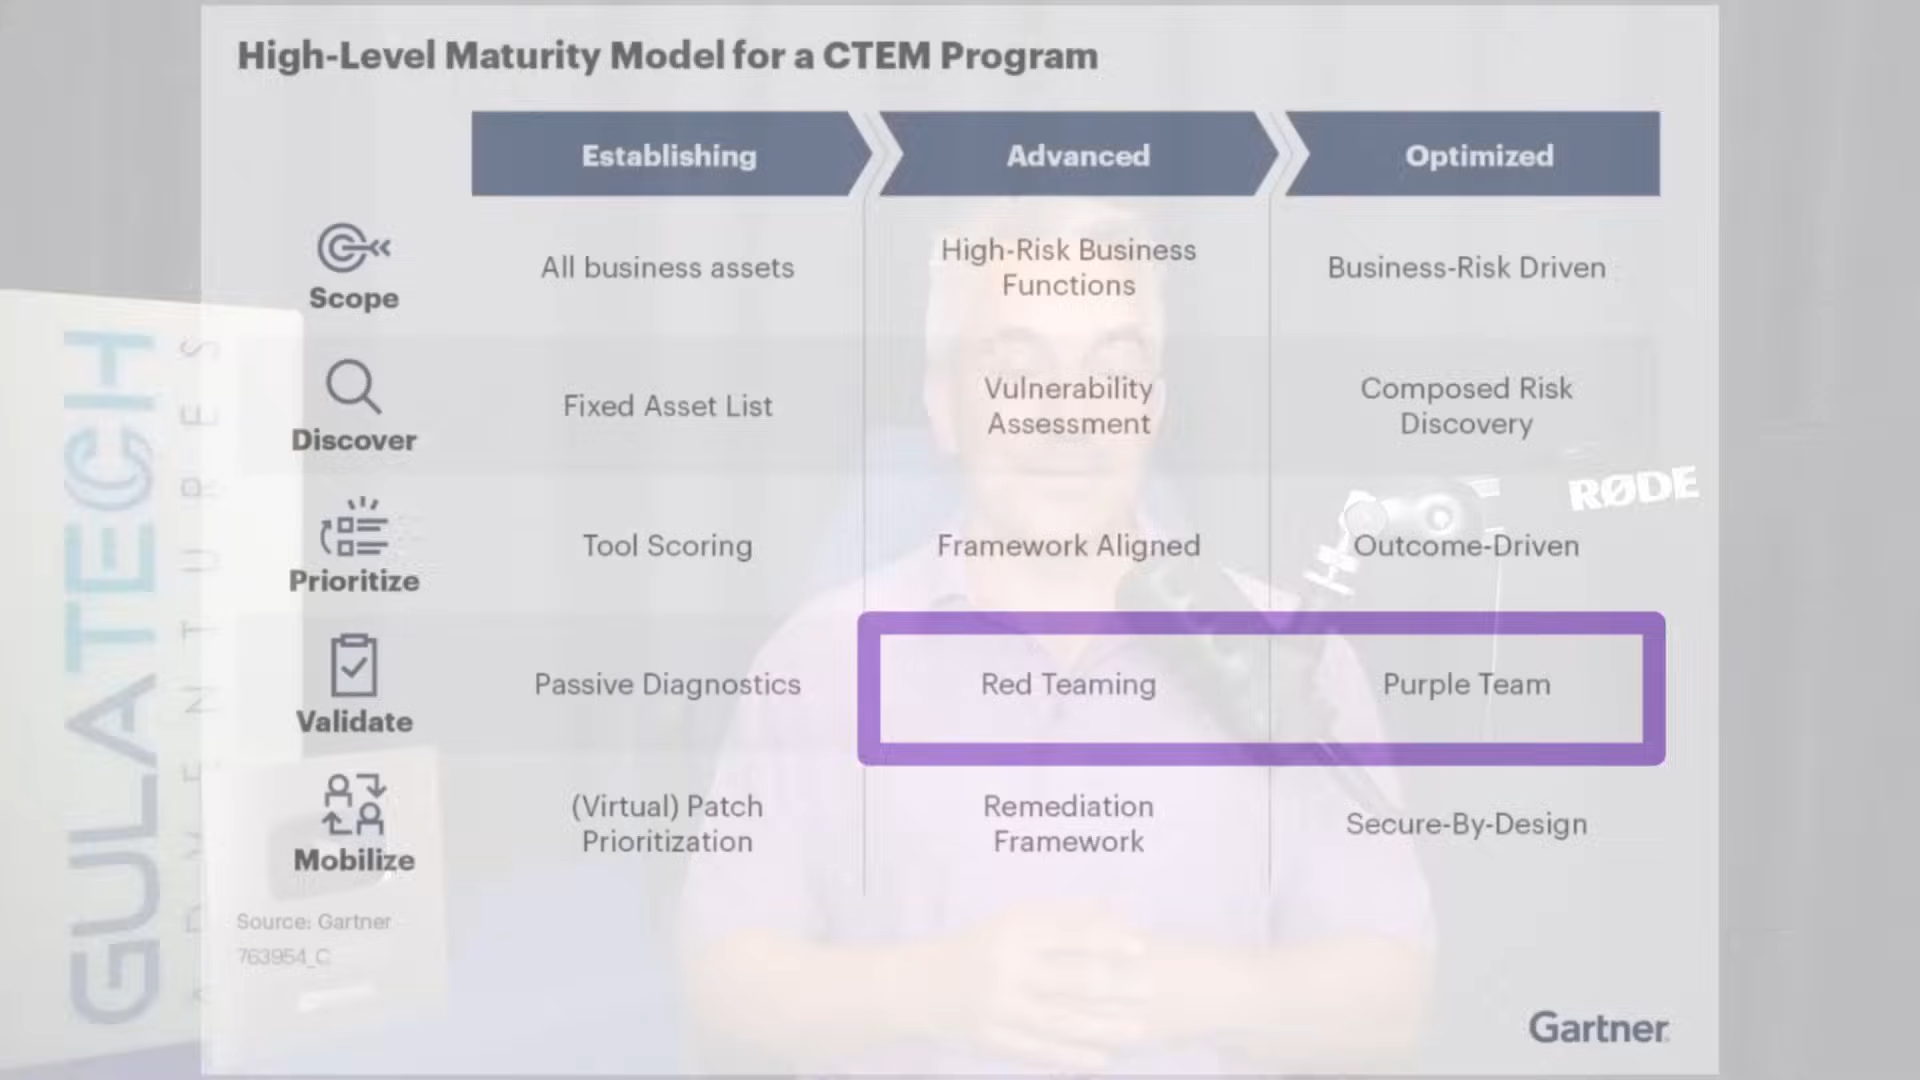 High-Level Maturity Model for a CTEM Program
Establishing
Advanced
Optimized
Scope
All business assets
High-Risk Business
Functions
Business-Risk Driven
Discover
Fixed Asset List
Vulnerability
Assessment
Composed Risk
Discovery
Prioritize
Tool Scoring
Framework Aligned
Outcome-Driven
Validate
Passive Diagnostics
Red Teaming
Purple Team
Mobilize
(Virtual) Patch
Prioritization
Remediation
Framework
Secure-By-Design
Source: Gartner
763954_C
Gartner
GULATECH
ADVENTURES
RØDE